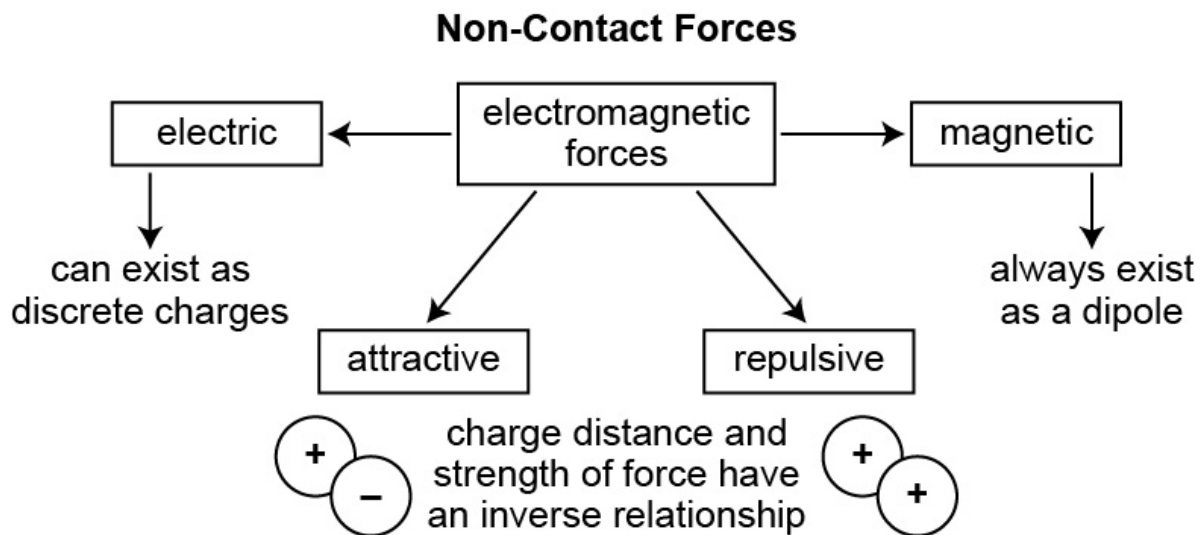 Non-Contact Forces
electric
electromagnetic
forces
magnetic
can exist as
discrete charges
always exist
as a dipole
attractive
repulsive
+
−
charge distance and
strength of force have
an inverse relationship
+
+